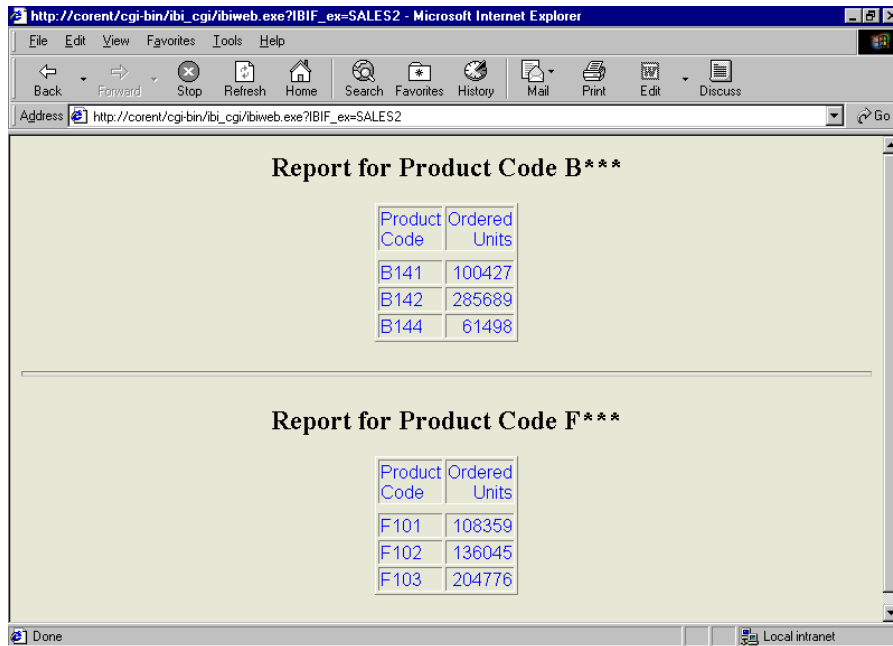 http://corent/cgi-bin/ibi_cgi/ibiweb.exe?IBIF_ex=SALES2 - Microsoft Internet Explorer
File Edit View Favorites Tools Help
Back Forward Stop Refresh Home Search Favorites History Mail Print Edit Discuss
Address http://corent/cgi-bin/ibi_cgi/ibiweb.exe?IBIF_ex=SALES2 Go
Report for Product Code B***
Product Ordered
Code Units
B141 100427
B142 285689
B144 61498
Report for Product Code F***
Product Ordered
Code Units
F101 108359
F102 136045
F103 204776
Done Local intranet